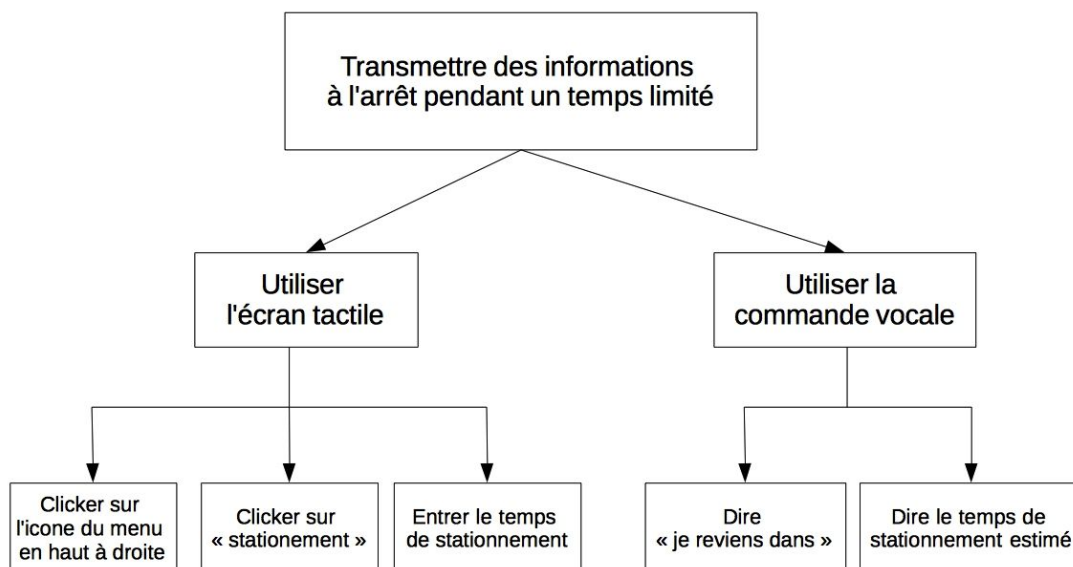 Transmettre des informations
à l'arrêt pendant un temps limité
Utiliser
l'écran tactile
Utiliser la
commande vocale
Clicker sur
l'icone du menu
en haut à droite
Clicker sur
« stationement »
Entrer le temps
de stationnement
Dire
« je reviens dans »
Dire le temps de
stationnement estimé